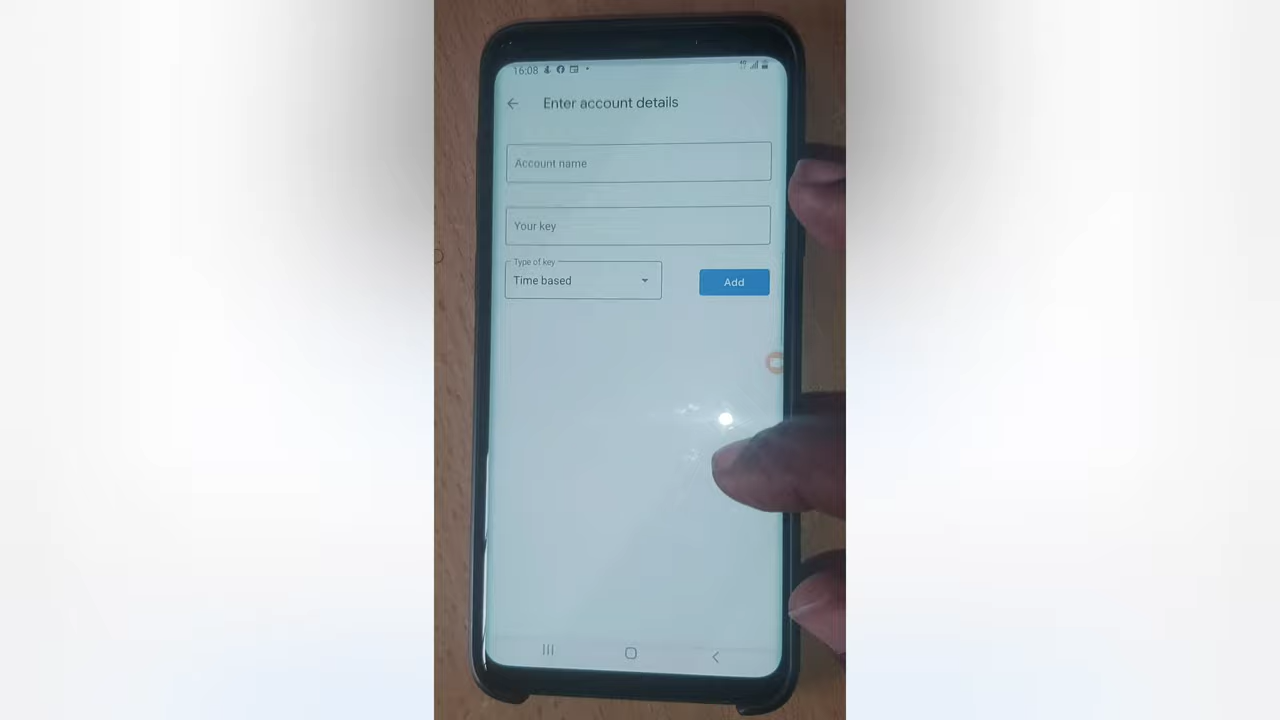 16:08
Enter account details
Account name
Your key
Type of key
Time based
Add